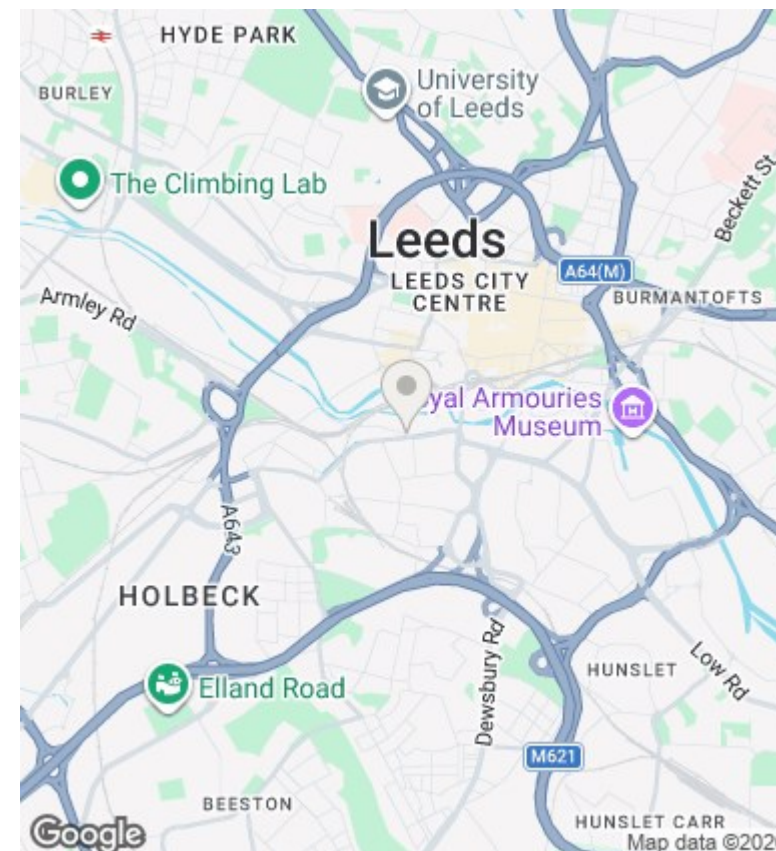 HYDE PARK
BURLEY
University
of Leeds
The Climbing Lab
Beckett St
Leeds
LEEDS CITY
CENTRE
A64(M)
BURMANTOFTS
Armley Rd
yal Armouries
Museum
A643
HOLBECK
Dewsbury Rd
HUNSLET
Low Rd
Elland Road
M621
BEESTON
HUNSLET CARR
Google
Map data ©202